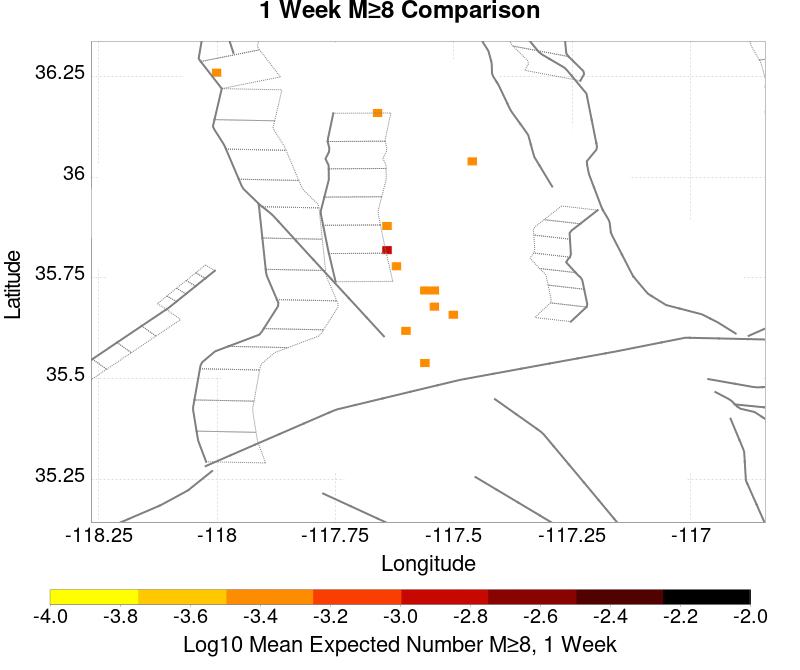 1 Week M≥8 Comparison
36.25
36
35.75
35.5
35.25
Latitude
-118.25 -118 -117.75 -117.5 -117.25 -117
Longitude
-4.0 -3.8 -3.6 -3.4 -3.2 -3.0 -2.8 -2.6 -2.4 -2.2 -2.0
Log10 Mean Expected Number M≥8, 1 Week